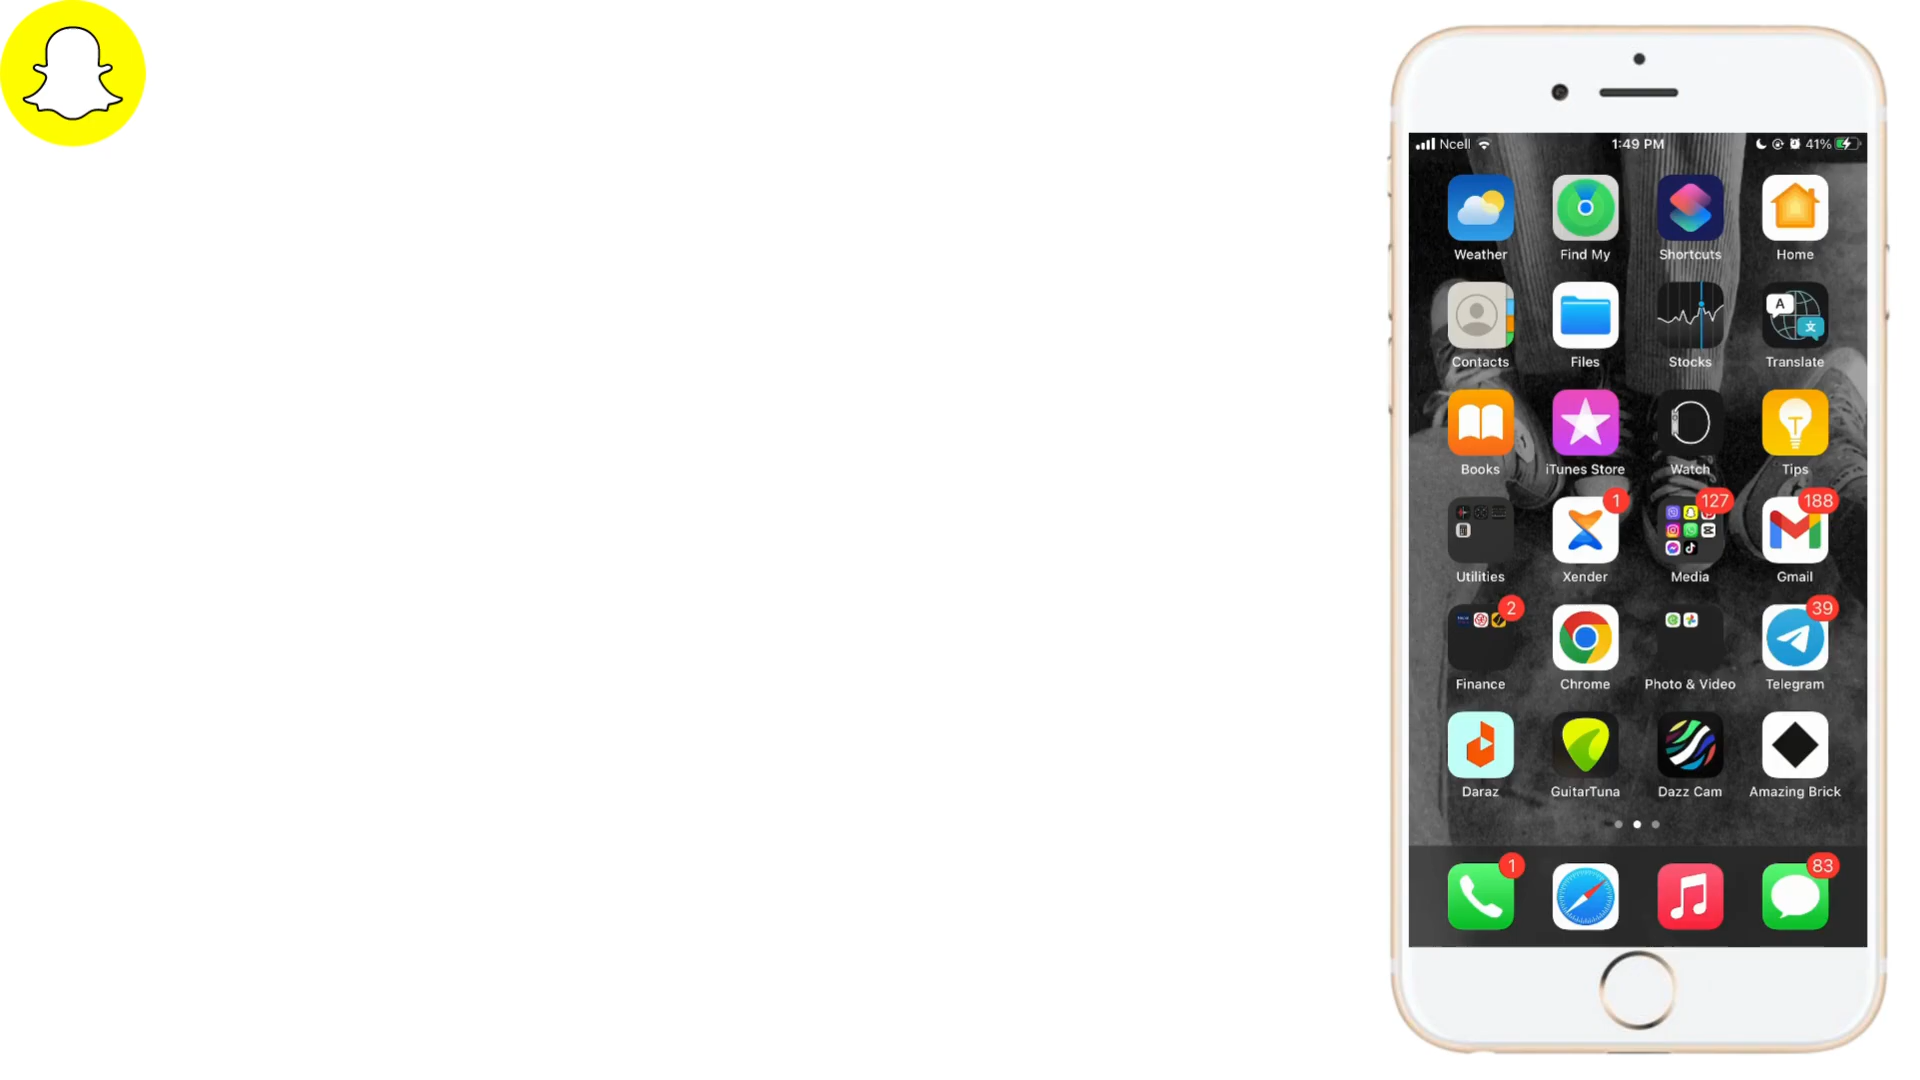 Ncell 1:49 PM 41%
Weather Find My Shortcuts Home
A 文
Contacts Files Stocks Translate
Books iTunes Store Watch Tips
1 127 188
Utilities Xender Media Gmail
2 39
Finance Chrome Photo & Video Telegram
Daraz GuitarTuna Dazz Cam Amazing Brick
1 83